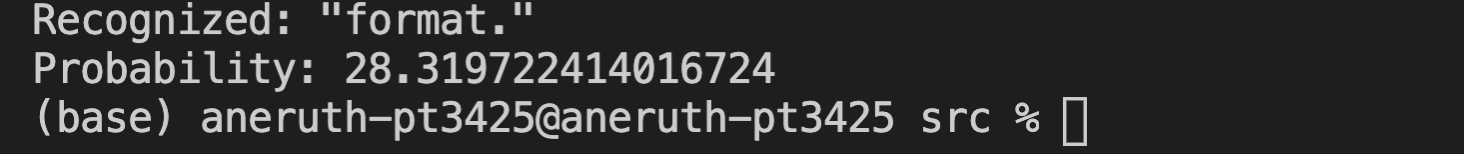 Recognized: "format."
Probability: 28.319722414016724
(base) aneruth-pt3425@aneruth-pt3425 src %